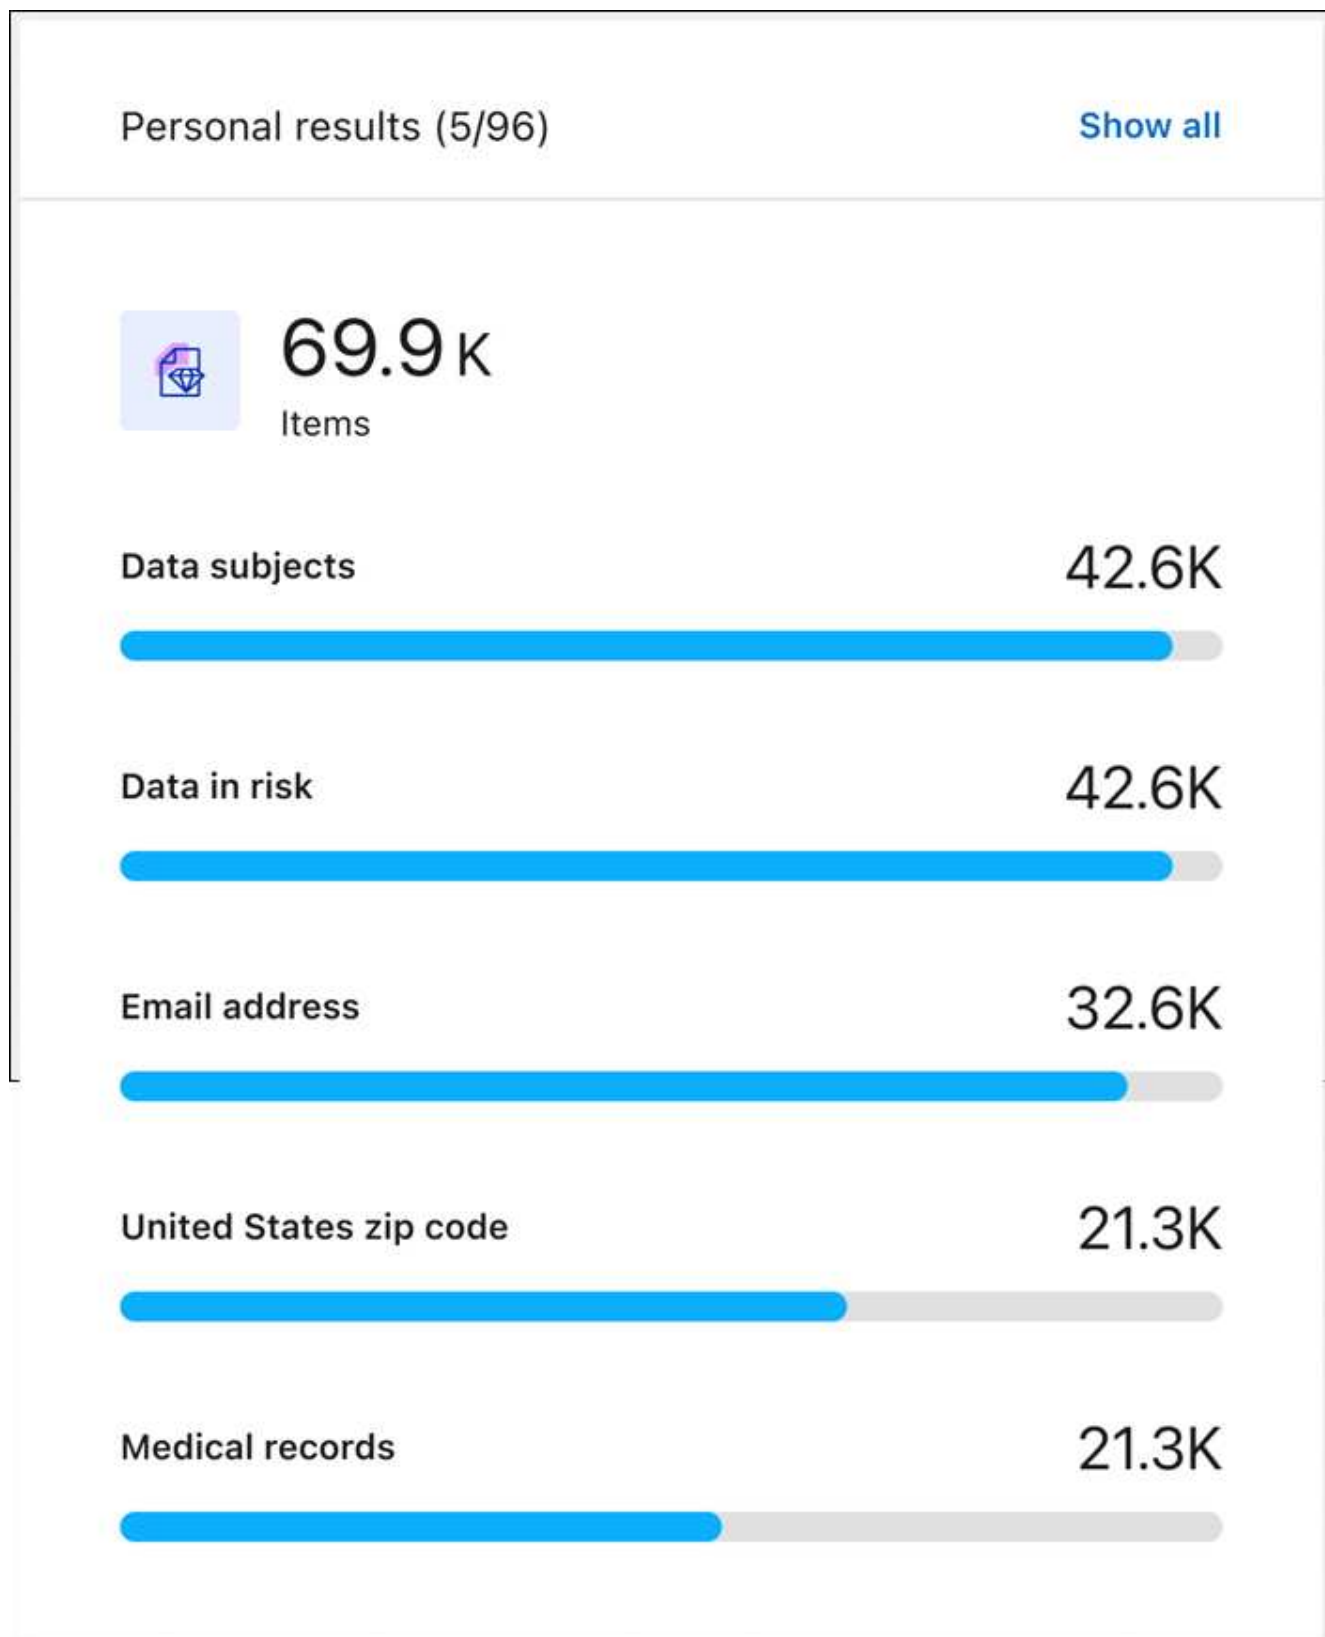 Personal results (5/96) Show all
69.9 K
Items
Data subjects 42.6K
Data in risk 42.6K
Email address 32.6K
United States zip code 21.3K
Medical records 21.3K